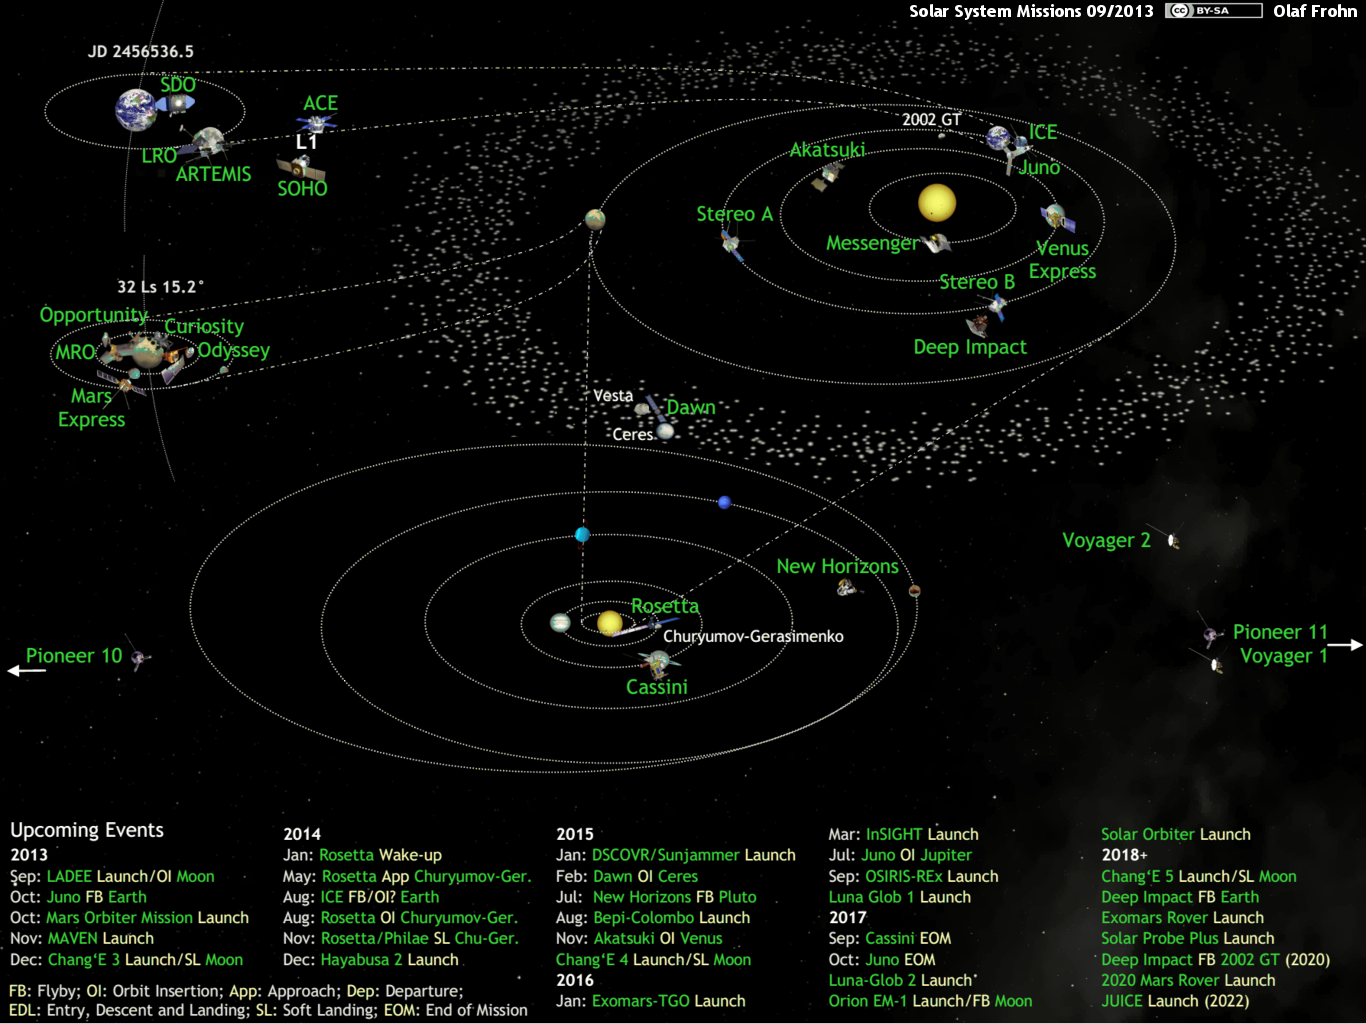 Solar System Missions 09/2013 cc BY-SA Olaf Frohn
JD 2456536.5
SDO
ACE
L1
LRO
ARTEMIS
SOHO
2002 GT
ICE
Akatsuki
Juno
Stereo A
Messenger
Venus
Express
Stereo B
Deep Impact
32 Ls 15.2°
Opportunity
Curiosity
MRO
Odyssey
Mars
Express
Vesta
Dawn
Ceres
Voyager 2
New Horizons
Rosetta
Churyumov-Gerasimenko
Pioneer 11
Voyager 1
Pioneer 10
Cassini
Upcoming Events
2013
Sep: LADEE Launch/OI Moon
Oct: Juno FB Earth
Oct: Mars Orbiter Mission Launch
Nov: MAVEN Launch
Dec: Chang‘E 3 Launch/SL Moon
2014
Jan: Rosetta Wake-up
May: Rosetta App Churyumov-Ger.
Aug: ICE FB/OI? Earth
Aug: Rosetta OI Churyumov-Ger.
Nov: Rosetta/Philae SL Chu-Ger.
Dec: Hayabusa 2 Launch
2015
Jan: DSCOVR/Sunjammer Launch
Feb: Dawn OI Ceres
Jul: New Horizons FB Pluto
Aug: Bepi-Colombo Launch
Nov: Akatsuki OI Venus
Chang‘E 4 Launch/SL Moon
2016
Jan: Exomars-TGO Launch
Mar: InSIGHT Launch
Jul: Juno OI Jupiter
Sep: OSIRIS-REx Launch
Luna Glob 1 Launch
2017
Sep: Cassini EOM
Oct: Juno EOM
Luna-Glob 2 Launch
Orion EM-1 Launch/FB Moon
Solar Orbiter Launch
2018+
Chang‘E 5 Launch/SL Moon
Deep Impact FB Earth
Exomars Rover Launch
Solar Probe Plus Launch
Deep Impact FB 2002 GT (2020)
2020 Mars Rover Launch
JUICE Launch (2022)
FB: Flyby; OI: Orbit Insertion; App: Approach; Dep: Departure;
EDL: Entry, Descent and Landing; SL: Soft Landing; EOM: End of Mission